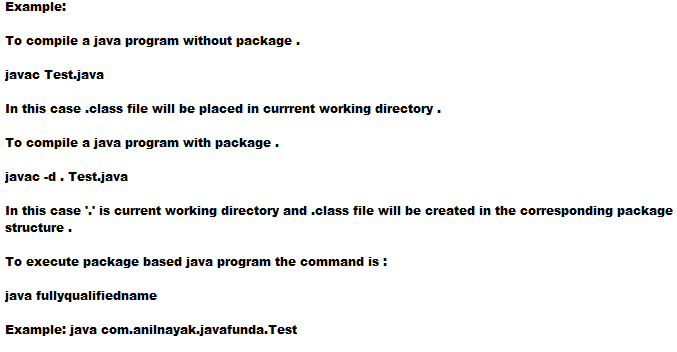 Example:
To compile a java program without package .
javac Test.java
In this case .class file will be placed in currrent working directory .
To compile a java program with package .
javac -d . Test.java
In this case '.' is current working directory and .class file will be created in the corresponding package
structure .
To execute package based java program the command is :
java fullyqualifiedname
Example: java com.anilnayak.javafunda.Test